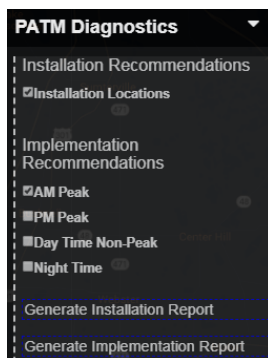 PATM Diagnostics
Installation Recommendations
Installation Locations
Implementation
Recommendations
AM Peak
PM Peak
Day Time Non-Peak
Night Time
Generate Installation Report
Generate Implementation Report